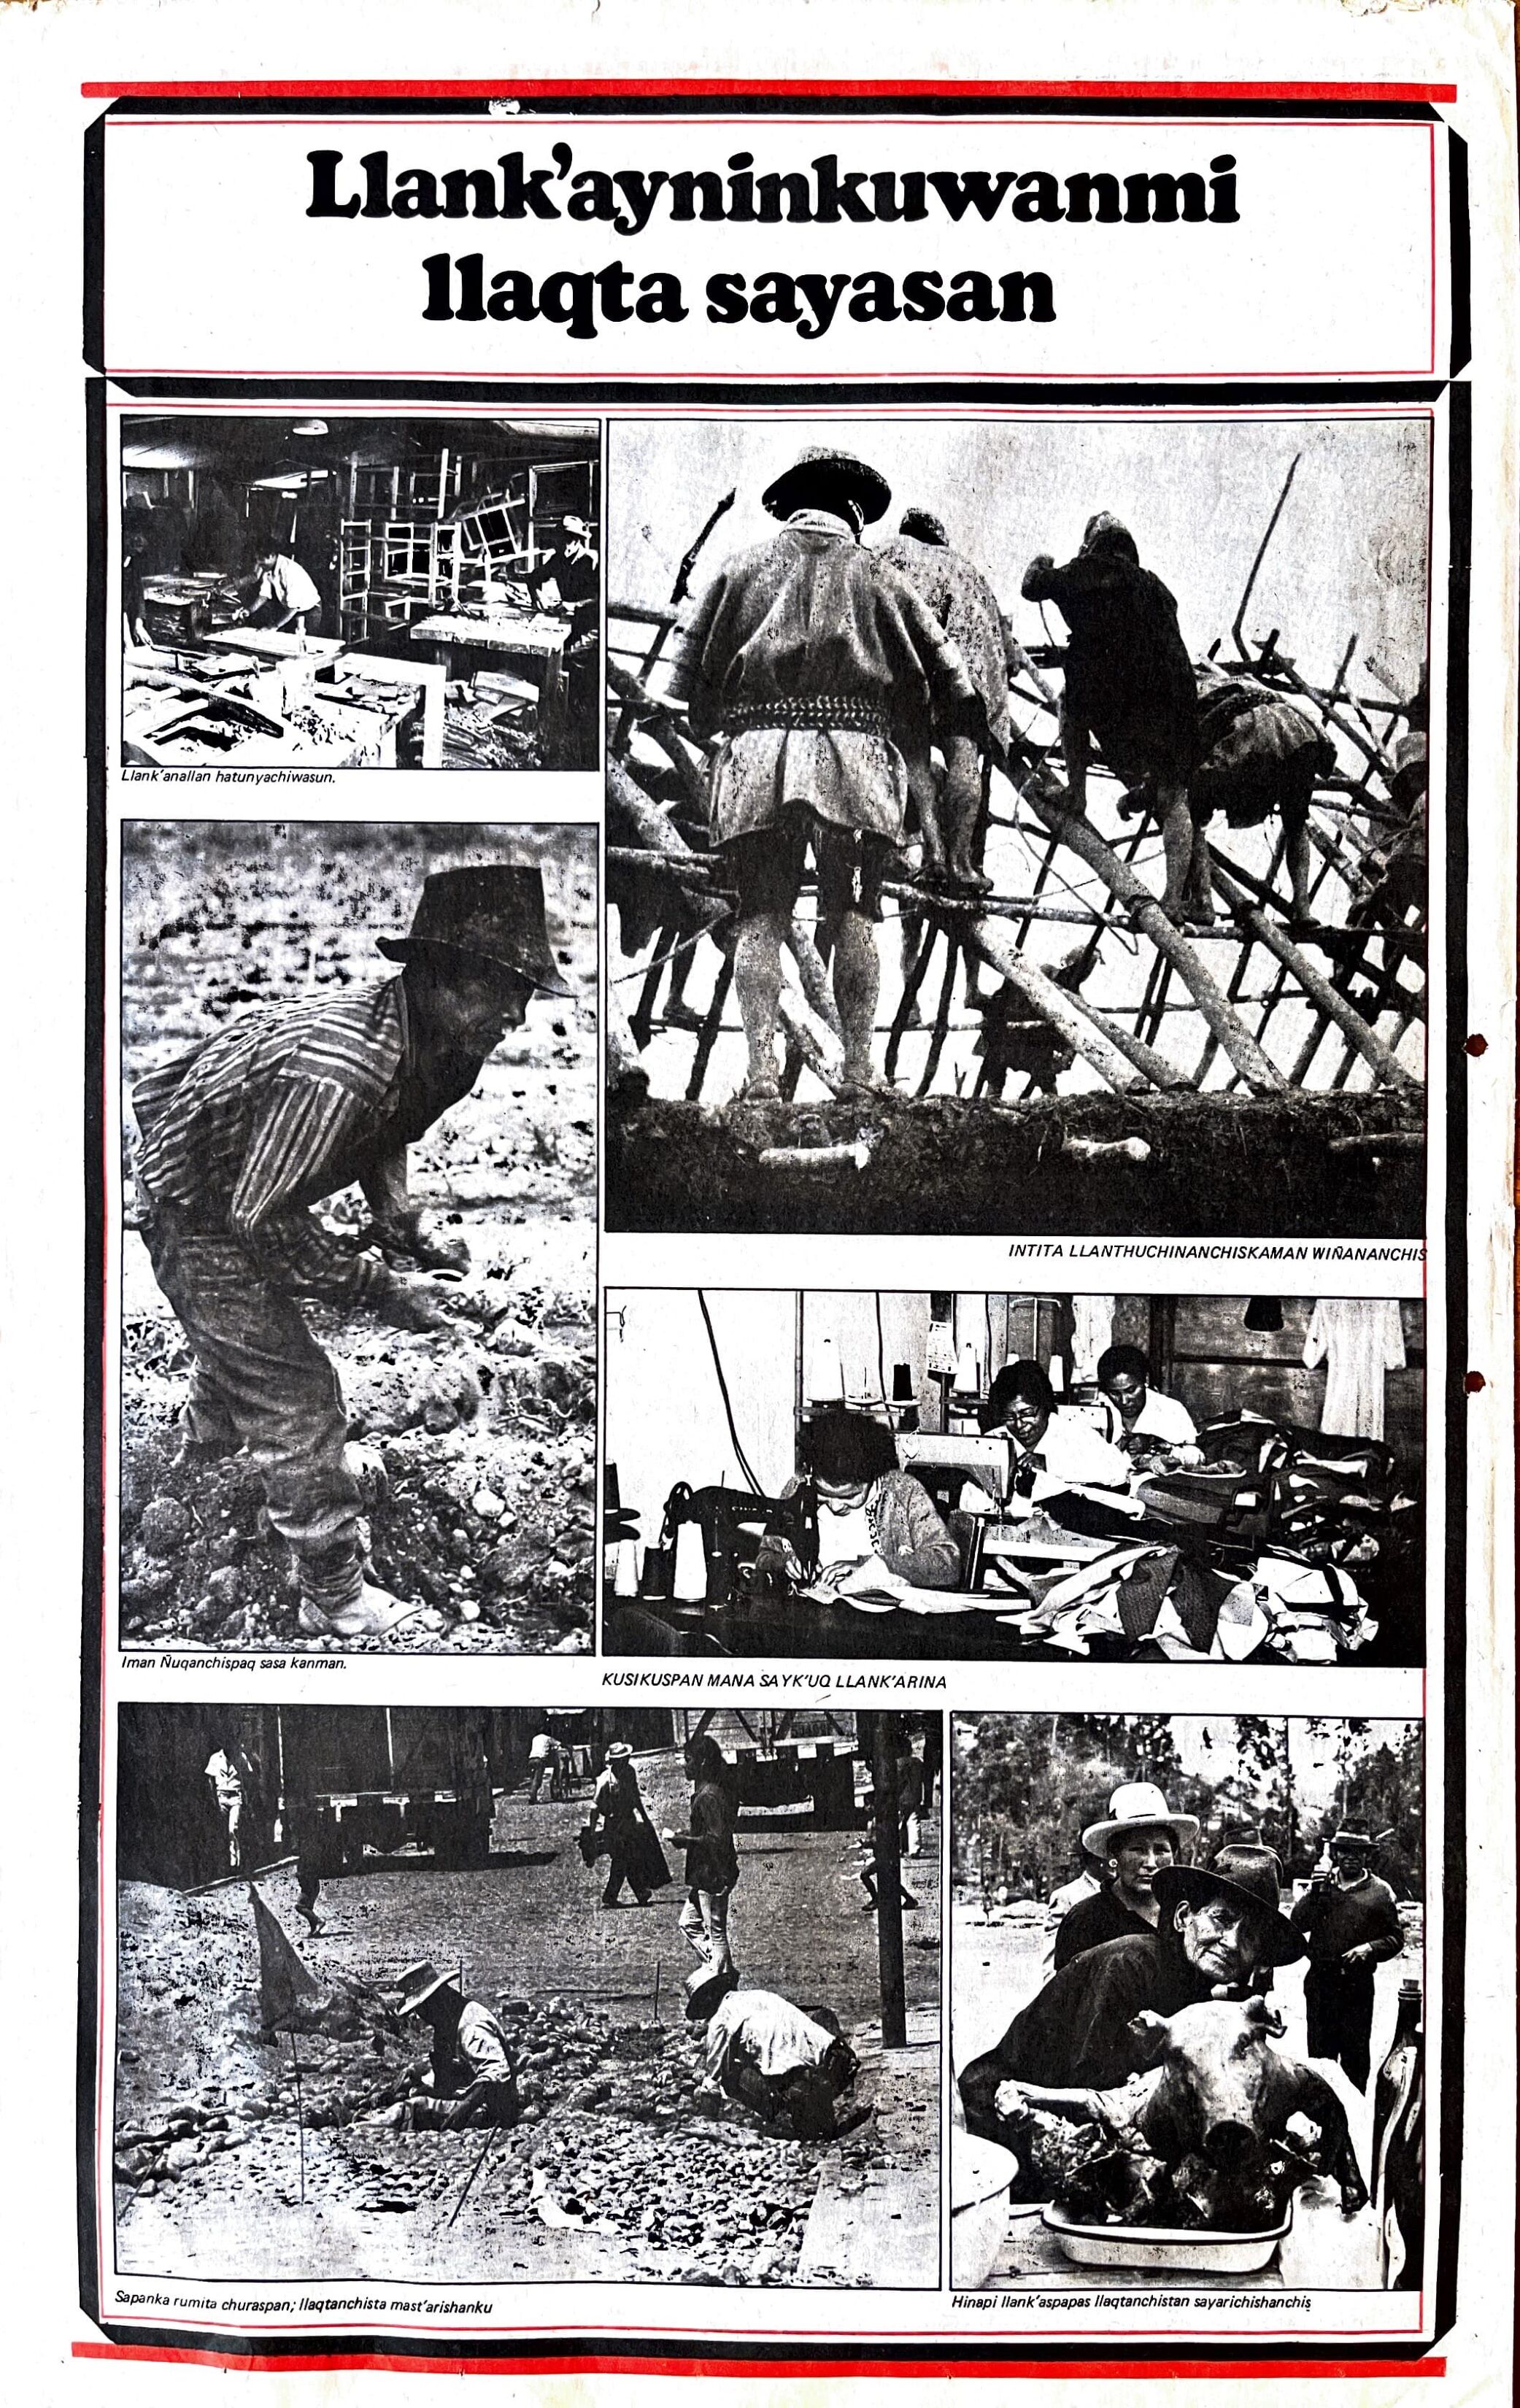 Llank'ayninkuwanmi
llaqta sayasan
Llank'anallan hatunyachiwasun.
INTITA LLANTHUCHINANCHISKAMAN WIÑANANCHIS
Iman Ñuqanchispaq sasa kanman.
KUSIKUSPAN MANA SAYK'UQ LLANK'ARINA
Sapanka rumita churaspan; llaqtanchista mast'arishanku
Hinapi llank'aspapas llaqtanchistan sayarichishanchis